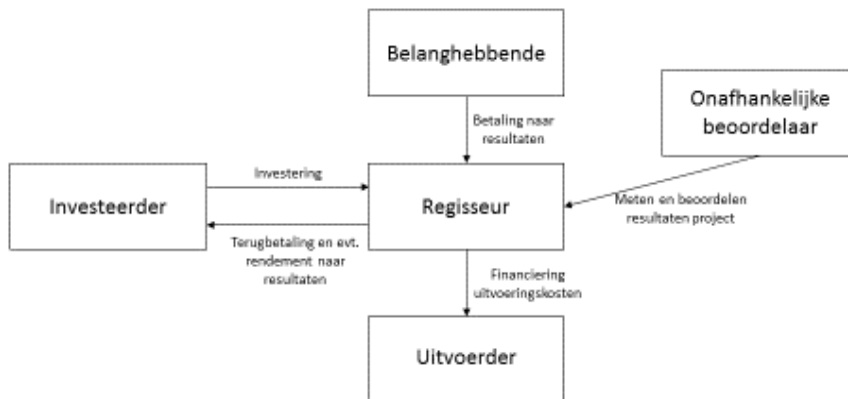 Belanghebbende
Onafhankelijke
beoordelaar
Betaling naar
resultaten
Investering
Investeerder
Regisseur
Meten en beoordelen
resultaten project
Terugbetaling en evt.
rendement naar
resultaten
Financiering
uitvoeringskosten
Uitvoerder